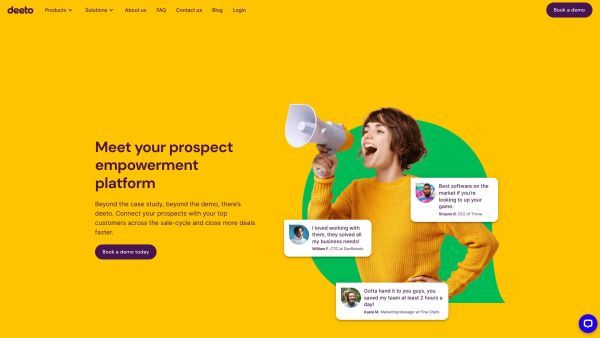 deeto
Products
Solutions
About us
FAQ
Contact us
Blog
Login
Book a demo
Meet your prospect
empowerment
platform
Beyond the case study, beyond the demo, there's
deeto. Connect your prospects with your top
customers across the sale-cycle and close more deals
faster.
Book a demo today
Best software on the
market if you're
looking to up your
game.
Shayna B. CEO of Thrive
I loved working with
them, they solved all
my business needs!
William F. CTO at DevRobots
Gotta hand it to you guys, you
saved my team at least 2 hours a
day!
Kasia M. Marketing Manager at Fine Chefs